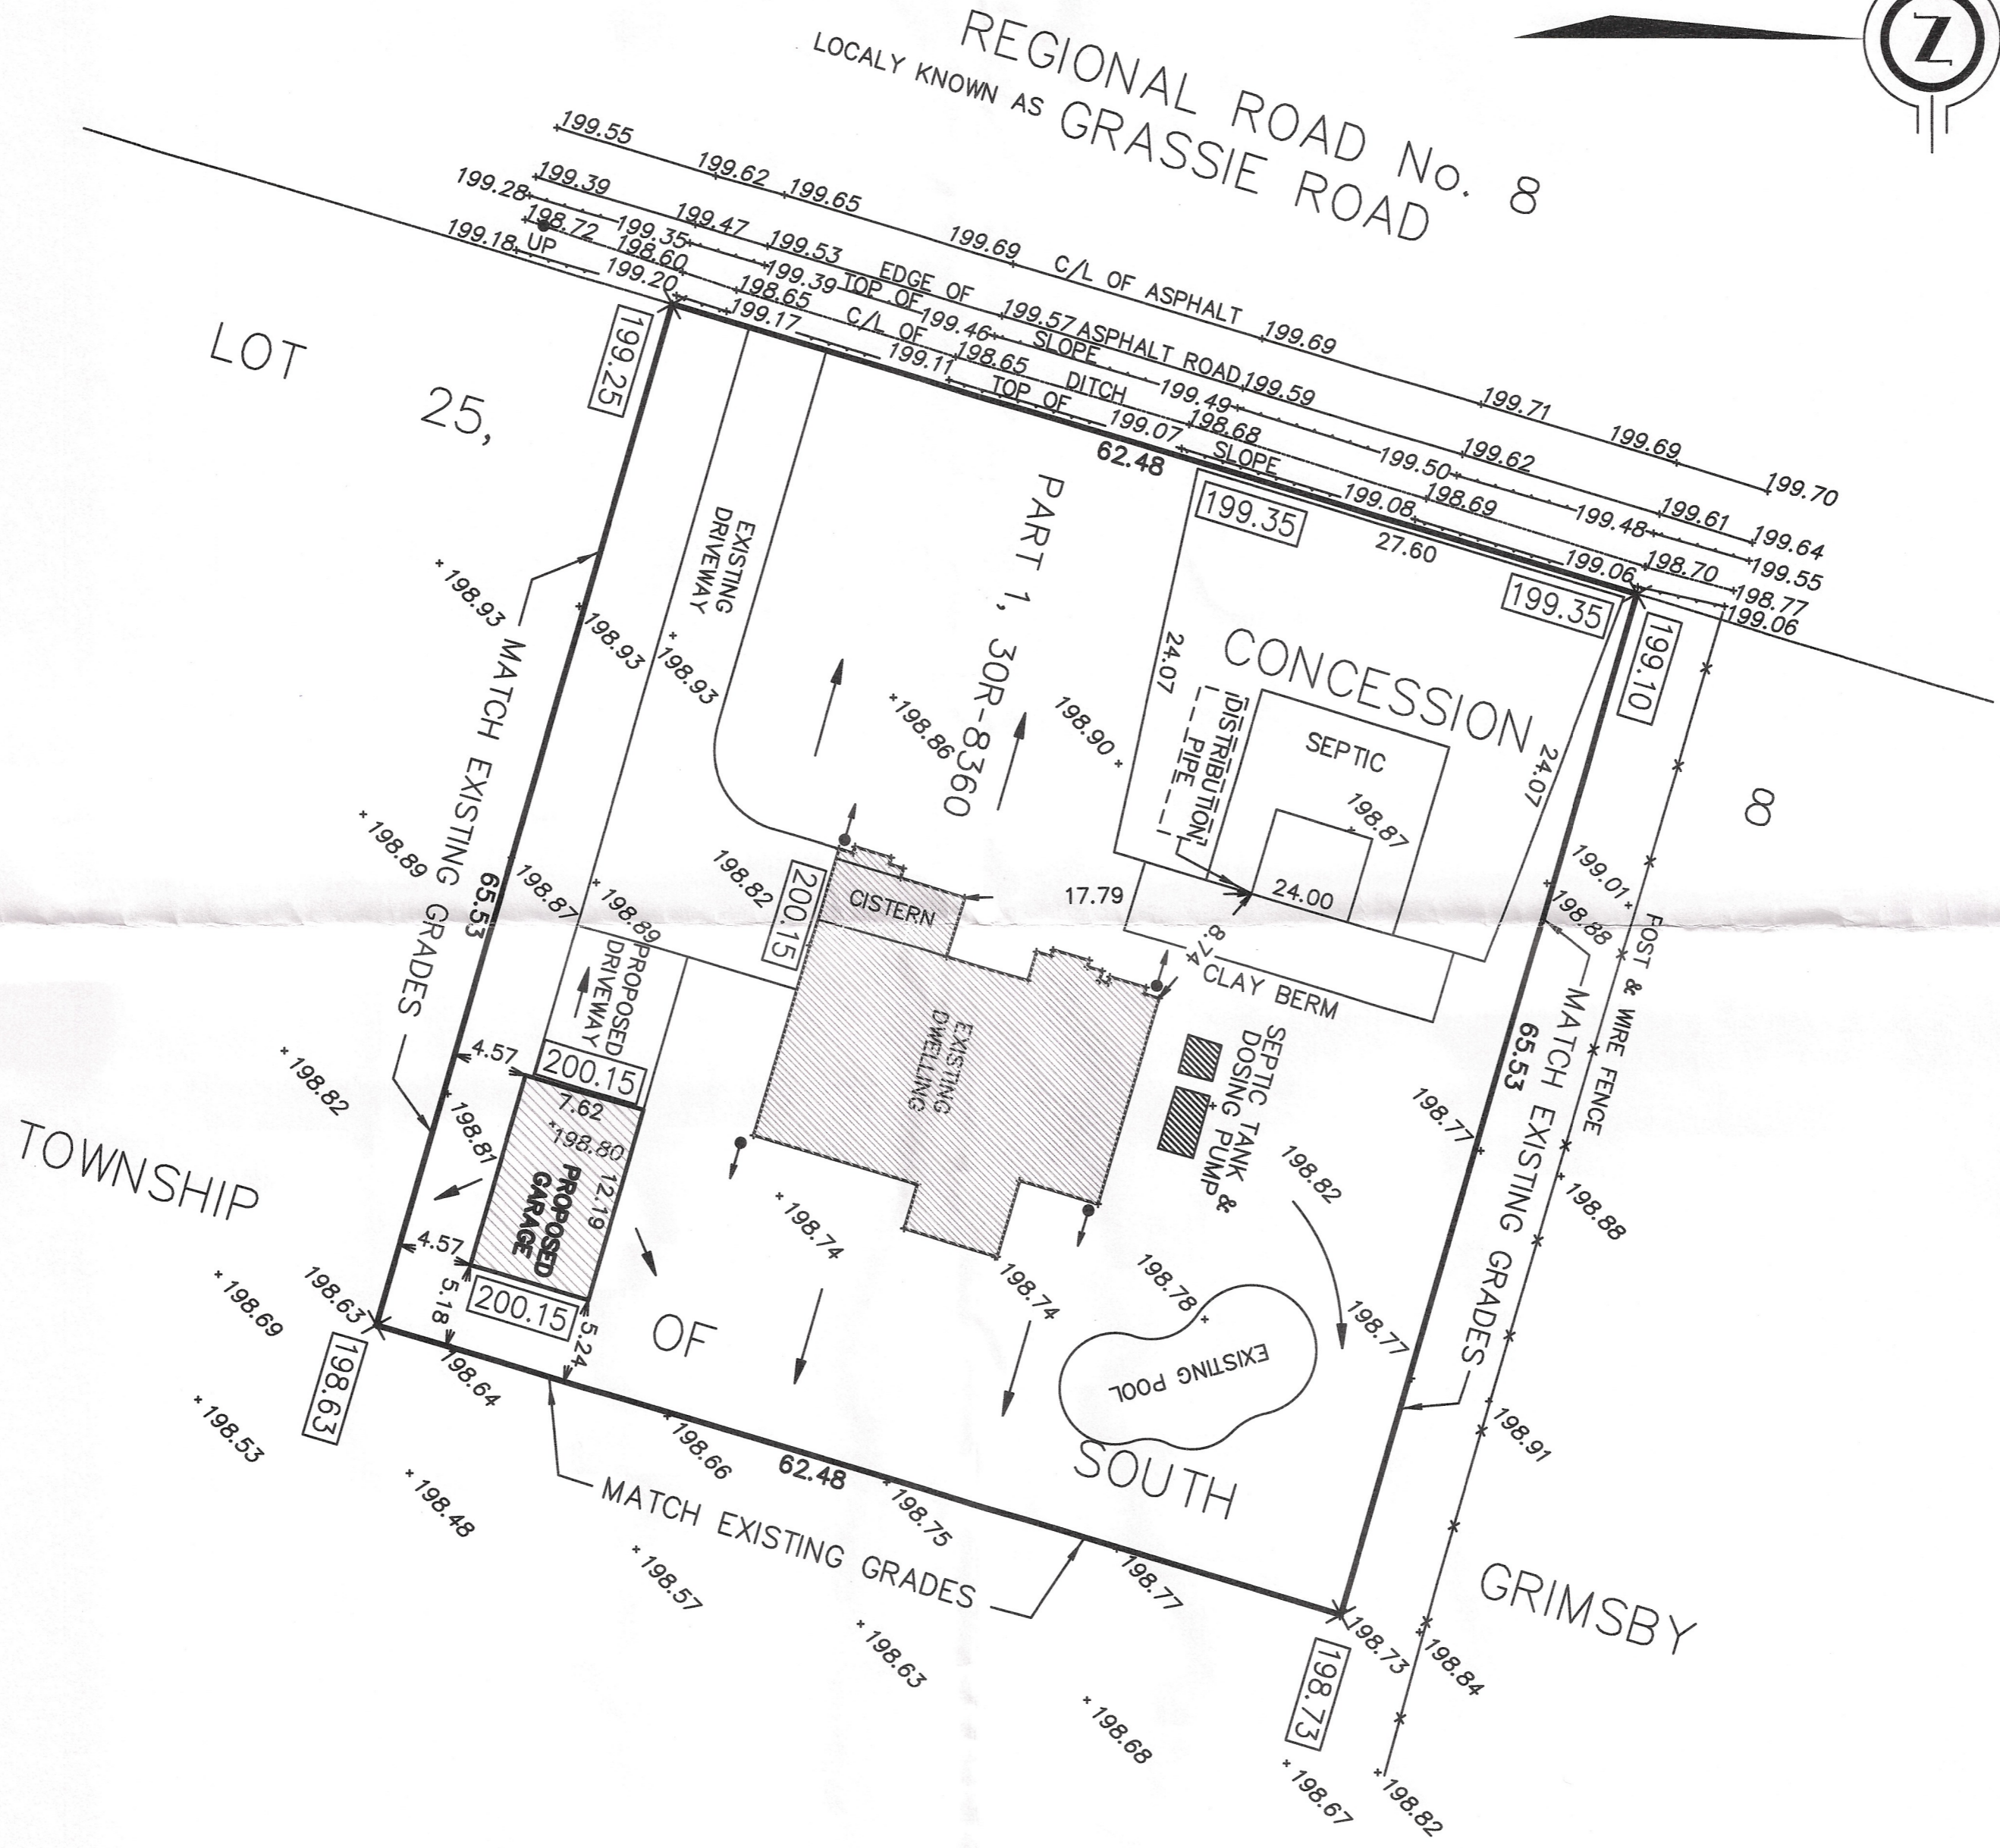 REGIONAL ROAD No. 8
LOCALY KNOWN AS GRASSIE ROAD
N
199.55
199.62
199.65
199.69
C/L OF ASPHALT
199.69
199.71
199.69
199.70
199.39
199.47
199.53
EDGE OF
199.57
ASPHALT ROAD
199.59
199.62
199.61
199.64
199.28
199.35
199.39
TOP OF
199.46
SLOPE
199.49
199.50
199.48
199.55
198.72
UP
198.60
198.65
C/L OF
198.65
DITCH
198.68
198.69
198.70
198.77
199.18
199.20
199.17
199.11
TOP OF
199.07
SLOPE
199.08
199.06
199.06
62.48
27.60
199.25
199.35
199.35
199.10
LOT
25,
CONCESSION
8
PART 1, 30R-8360
EXISTING
DRIVEWAY
198.93
198.93
198.93
MATCH EXISTING GRADES
65.53
198.86
198.90
24.07
24.07
DISTRIBUTION
PIPE
SEPTIC
198.87
24.00
17.79
8.74
CLAY BERM
199.01
198.88
POST & WIRE FENCE
MATCH EXISTING GRADES
65.53
198.89
198.87
198.89
198.82
200.15
CISTERN
EXISTING
DWELLING
PROPOSED
DRIVEWAY
SEPTIC TANK &
DOSING PUMP
198.77
198.82
198.88
198.82
4.57
200.15
7.62
198.80
12.19
PROPOSED
GARAGE
198.81
4.57
200.15
5.18
5.24
198.74
198.74
198.78
198.77
EXISTING POOL
TOWNSHIP
OF
SOUTH
GRIMSBY
198.69
198.63
198.63
198.64
198.66
62.48
198.75
198.77
198.73
198.73
198.91
198.84
MATCH EXISTING GRADES
198.53
198.48
198.57
198.63
198.68
198.67
198.82